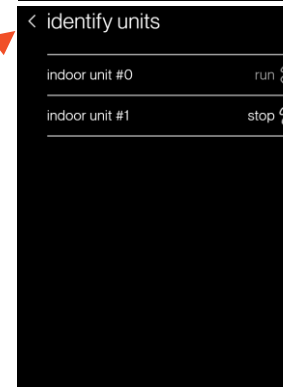 < identify units
indoor unit #0 run
indoor unit #1 stop